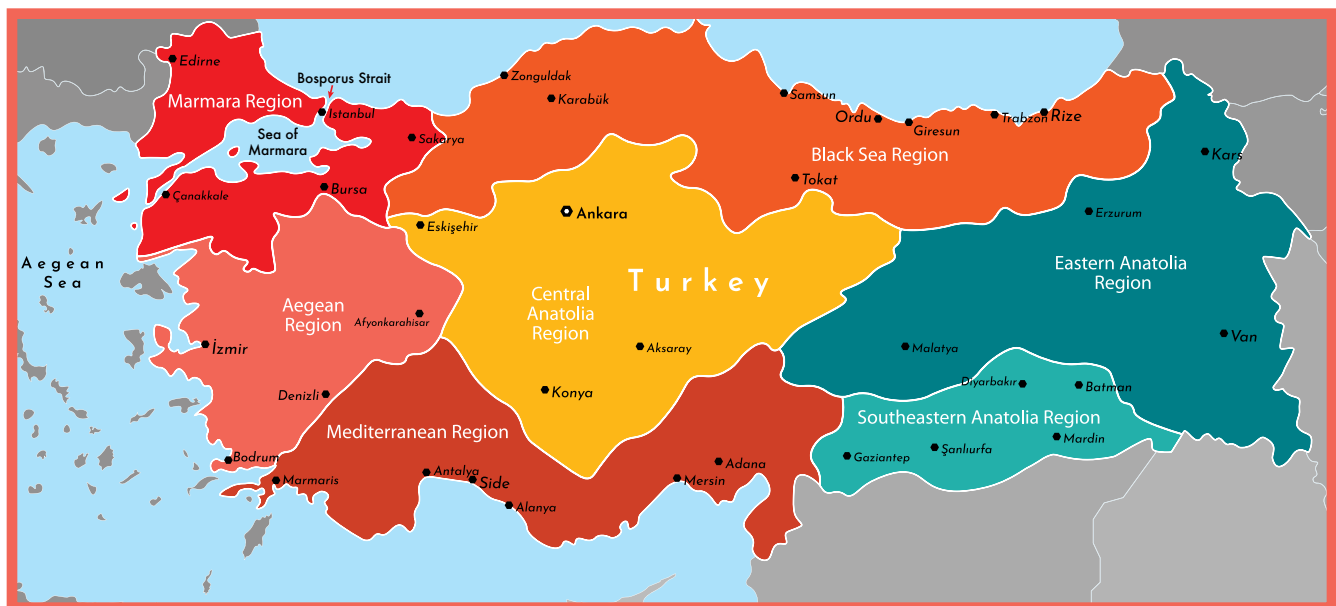 Edirne
Bosporus Strait
Zonguldak
Karabük
Samsun
Marmara Region
Istanbul
Ordu
Giresun
Trabzon
Rize
Sea of
Marmara
Sakarya
Black Sea Region
Kars
Çanakkale
Bursa
Tokat
Eskişehir
Ankara
Erzurum
Aegean
Sea
Turkey
Eastern Anatolia
Region
Aegean
Region
Central
Anatolia
Region
Afyonkarahisar
İzmir
Aksaray
Malatya
Van
Denizli
Konya
Diyarbakır
Batman
Mediterranean Region
Southeastern Anatolia Region
Mardin
Bodrum
Gaziantep
Şanlıurfa
Marmaris
Antalya
Side
Adana
Mersin
Alanya